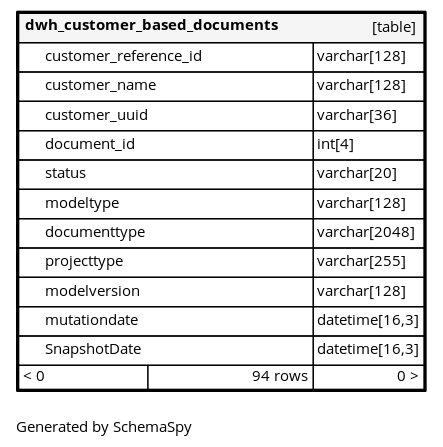 dwh_customer_based_documents [table]
customer_reference_id varchar[128]
customer_name varchar[128]
customer_uuid varchar[36]
document_id int[4]
status varchar[20]
modeltype varchar[128]
documenttype varchar[2048]
projecttype varchar[255]
modelversion varchar[128]
mutationdate datetime[16,3]
SnapshotDate datetime[16,3]
< 0 94 rows 0 >
Generated by SchemaSpy